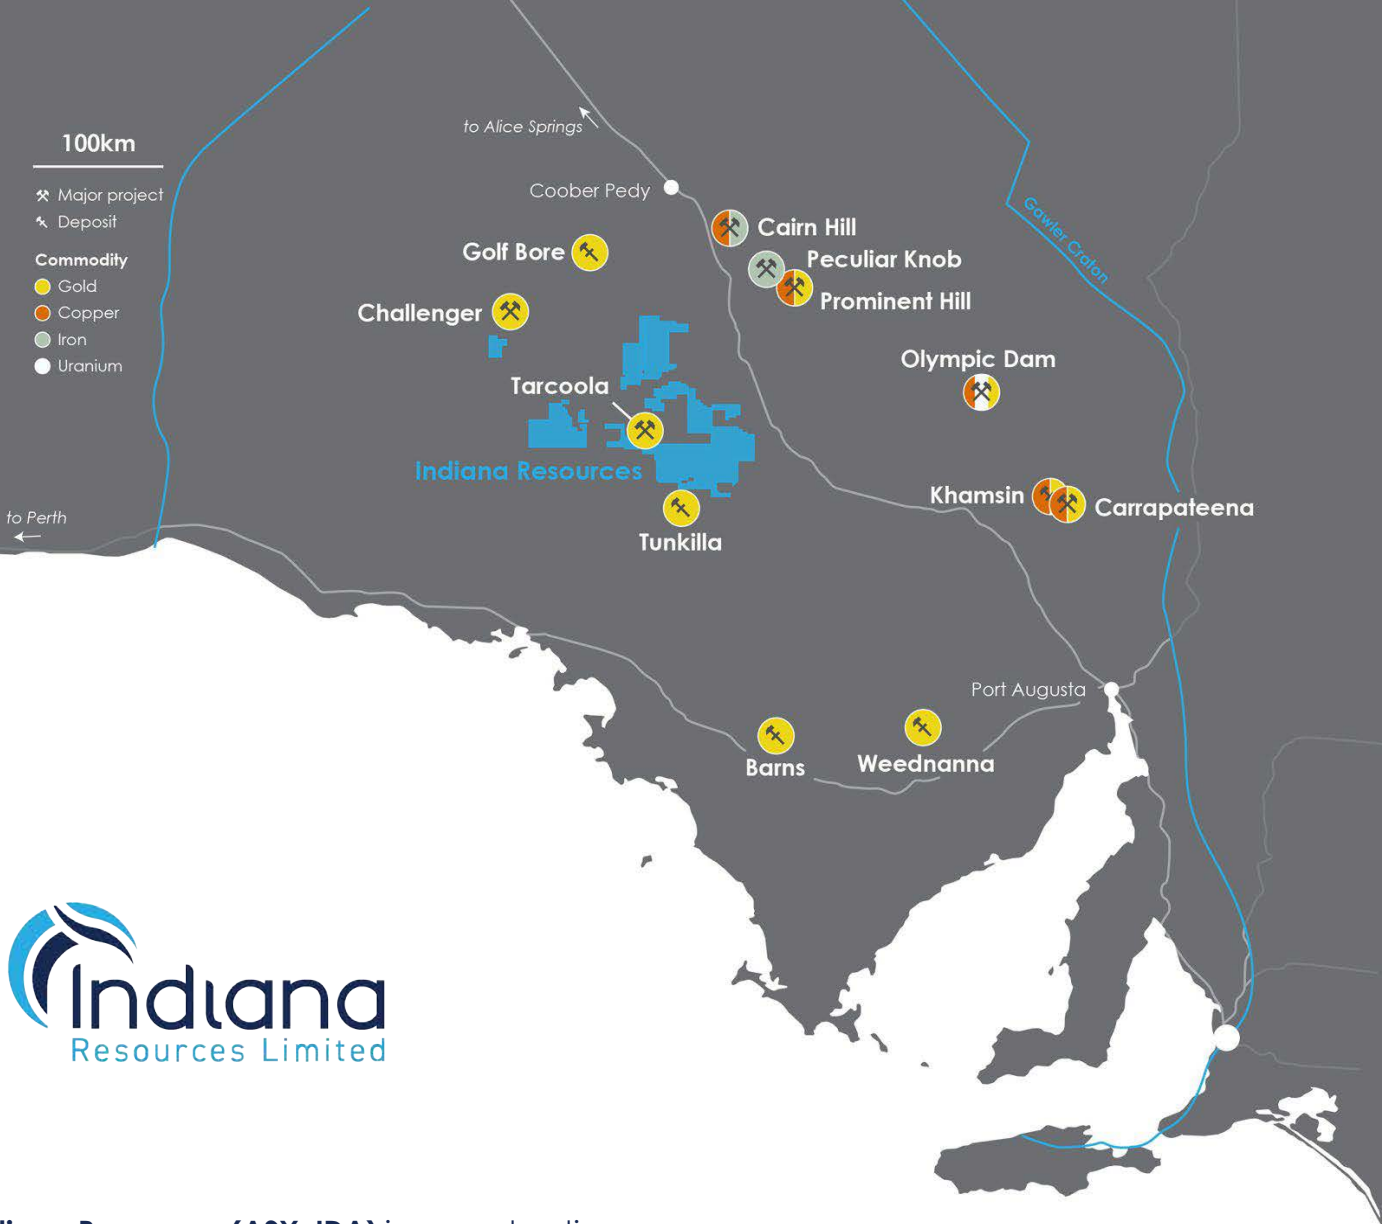 to Alice Springs
100km
Major project
Deposit
Commodity
Gold
Copper
Iron
Uranium
Coober Pedy
Gawler Craton
Cairn Hill
Golf Bore
Peculiar Knob
Prominent Hill
Challenger
Olympic Dam
Tarcoola
Indiana Resources
Khamsin
Carrapateena
to Perth
Tunkilla
Port Augusta
Barns
Weednanna
Indiana
Resources Limited